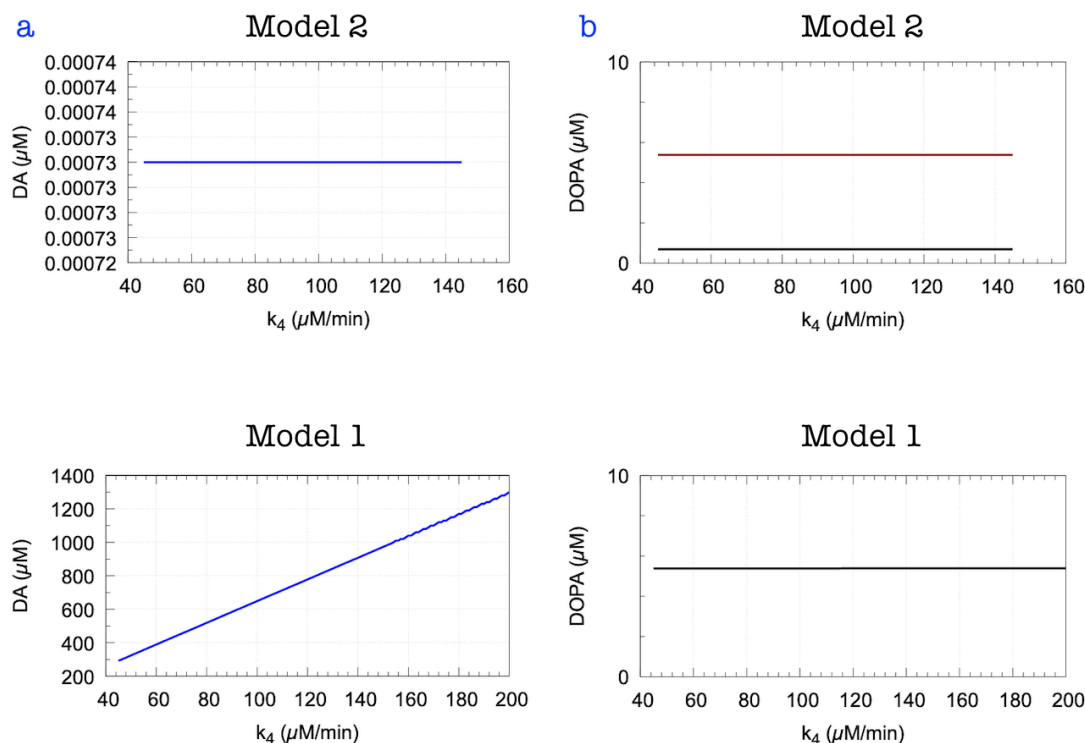 a
Model 2
0.00074
0.00074
0.00074
0.00073
0.00073
0.00073
0.00073
0.00073
0.00072
DA (µM)
40 60 80 100 120 140 160
k4 (µM/min)
b
Model 2
10
0
DOPA (µM)
40 60 80 100 120 140 160
k4 (µM/min)
Model 1
1400
1200
1000
800
600
400
200
DA (µM)
40 60 80 100 120 140 160 180 200
k4 (µM/min)
Model 1
10
0
DOPA (µM)
40 60 80 100 120 140 160 180 200
k4 (µM/min)